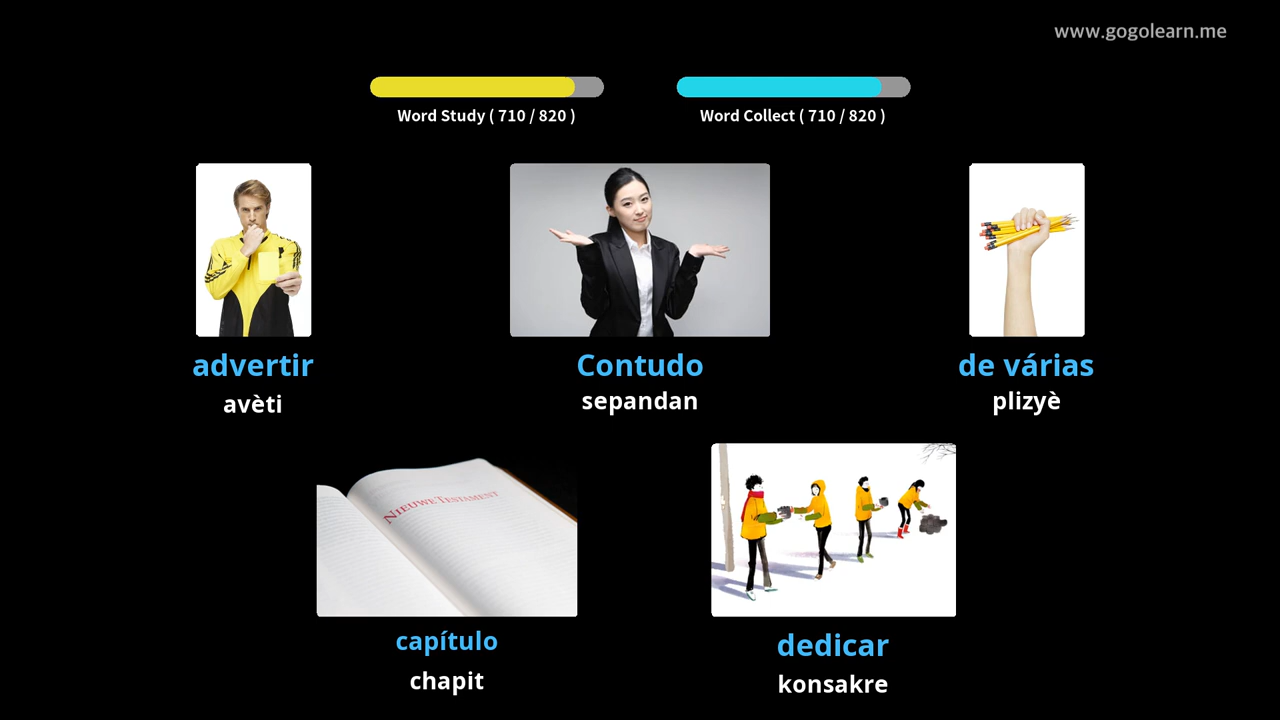 www.gogolearn.me
Word Study ( 710 / 820 )
Word Collect ( 710 / 820 )
advertir
avèti
Contudo
sepandan
de várias
plizyè
NIEUWE TESTAMENT
capítulo
chapit
dedicar
konsakre